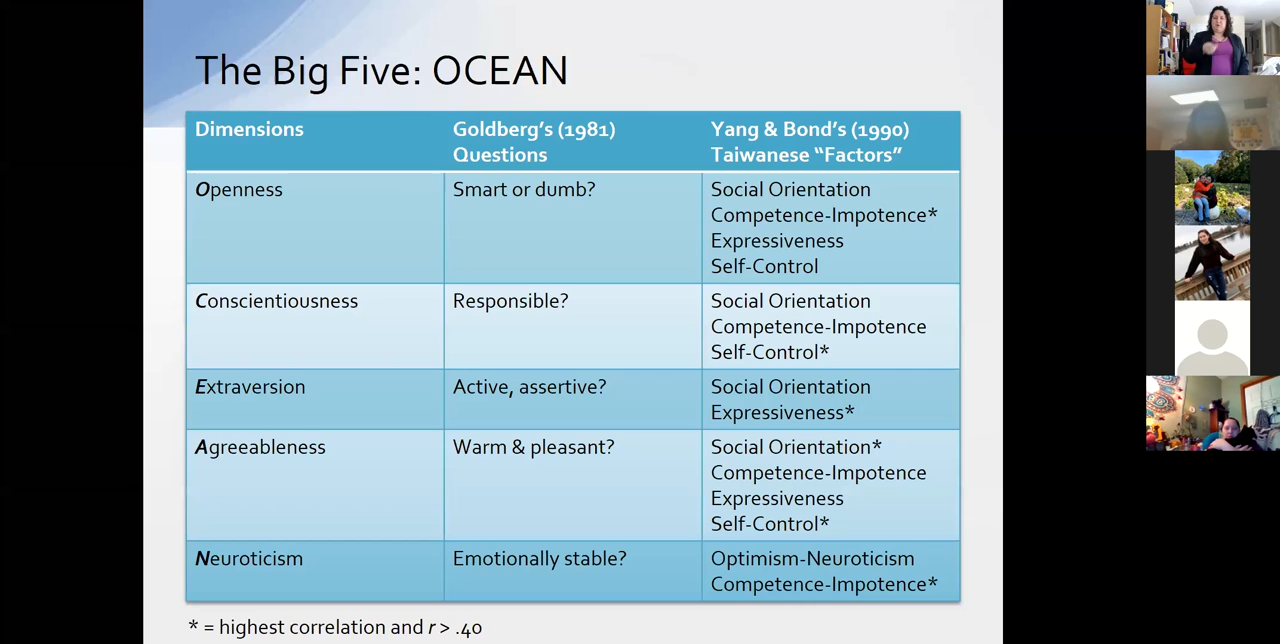 The Big Five: OCEAN
Dimensions
Goldberg's (1981)
Questions
Yang & Bond's (1990)
Taiwanese “Factors”
Openness
Smart or dumb?
Social Orientation
Competence-Impotence*
Expressiveness
Self-Control
Conscientiousness
Responsible?
Social Orientation
Competence-Impotence
Self-Control*
Extraversion
Active, assertive?
Social Orientation
Expressiveness*
Agreeableness
Warm & pleasant?
Social Orientation*
Competence-Impotence
Expressiveness
Self-Control*
Neuroticism
Emotionally stable?
Optimism-Neuroticism
Competence-Impotence*
* = highest correlation and r > .40